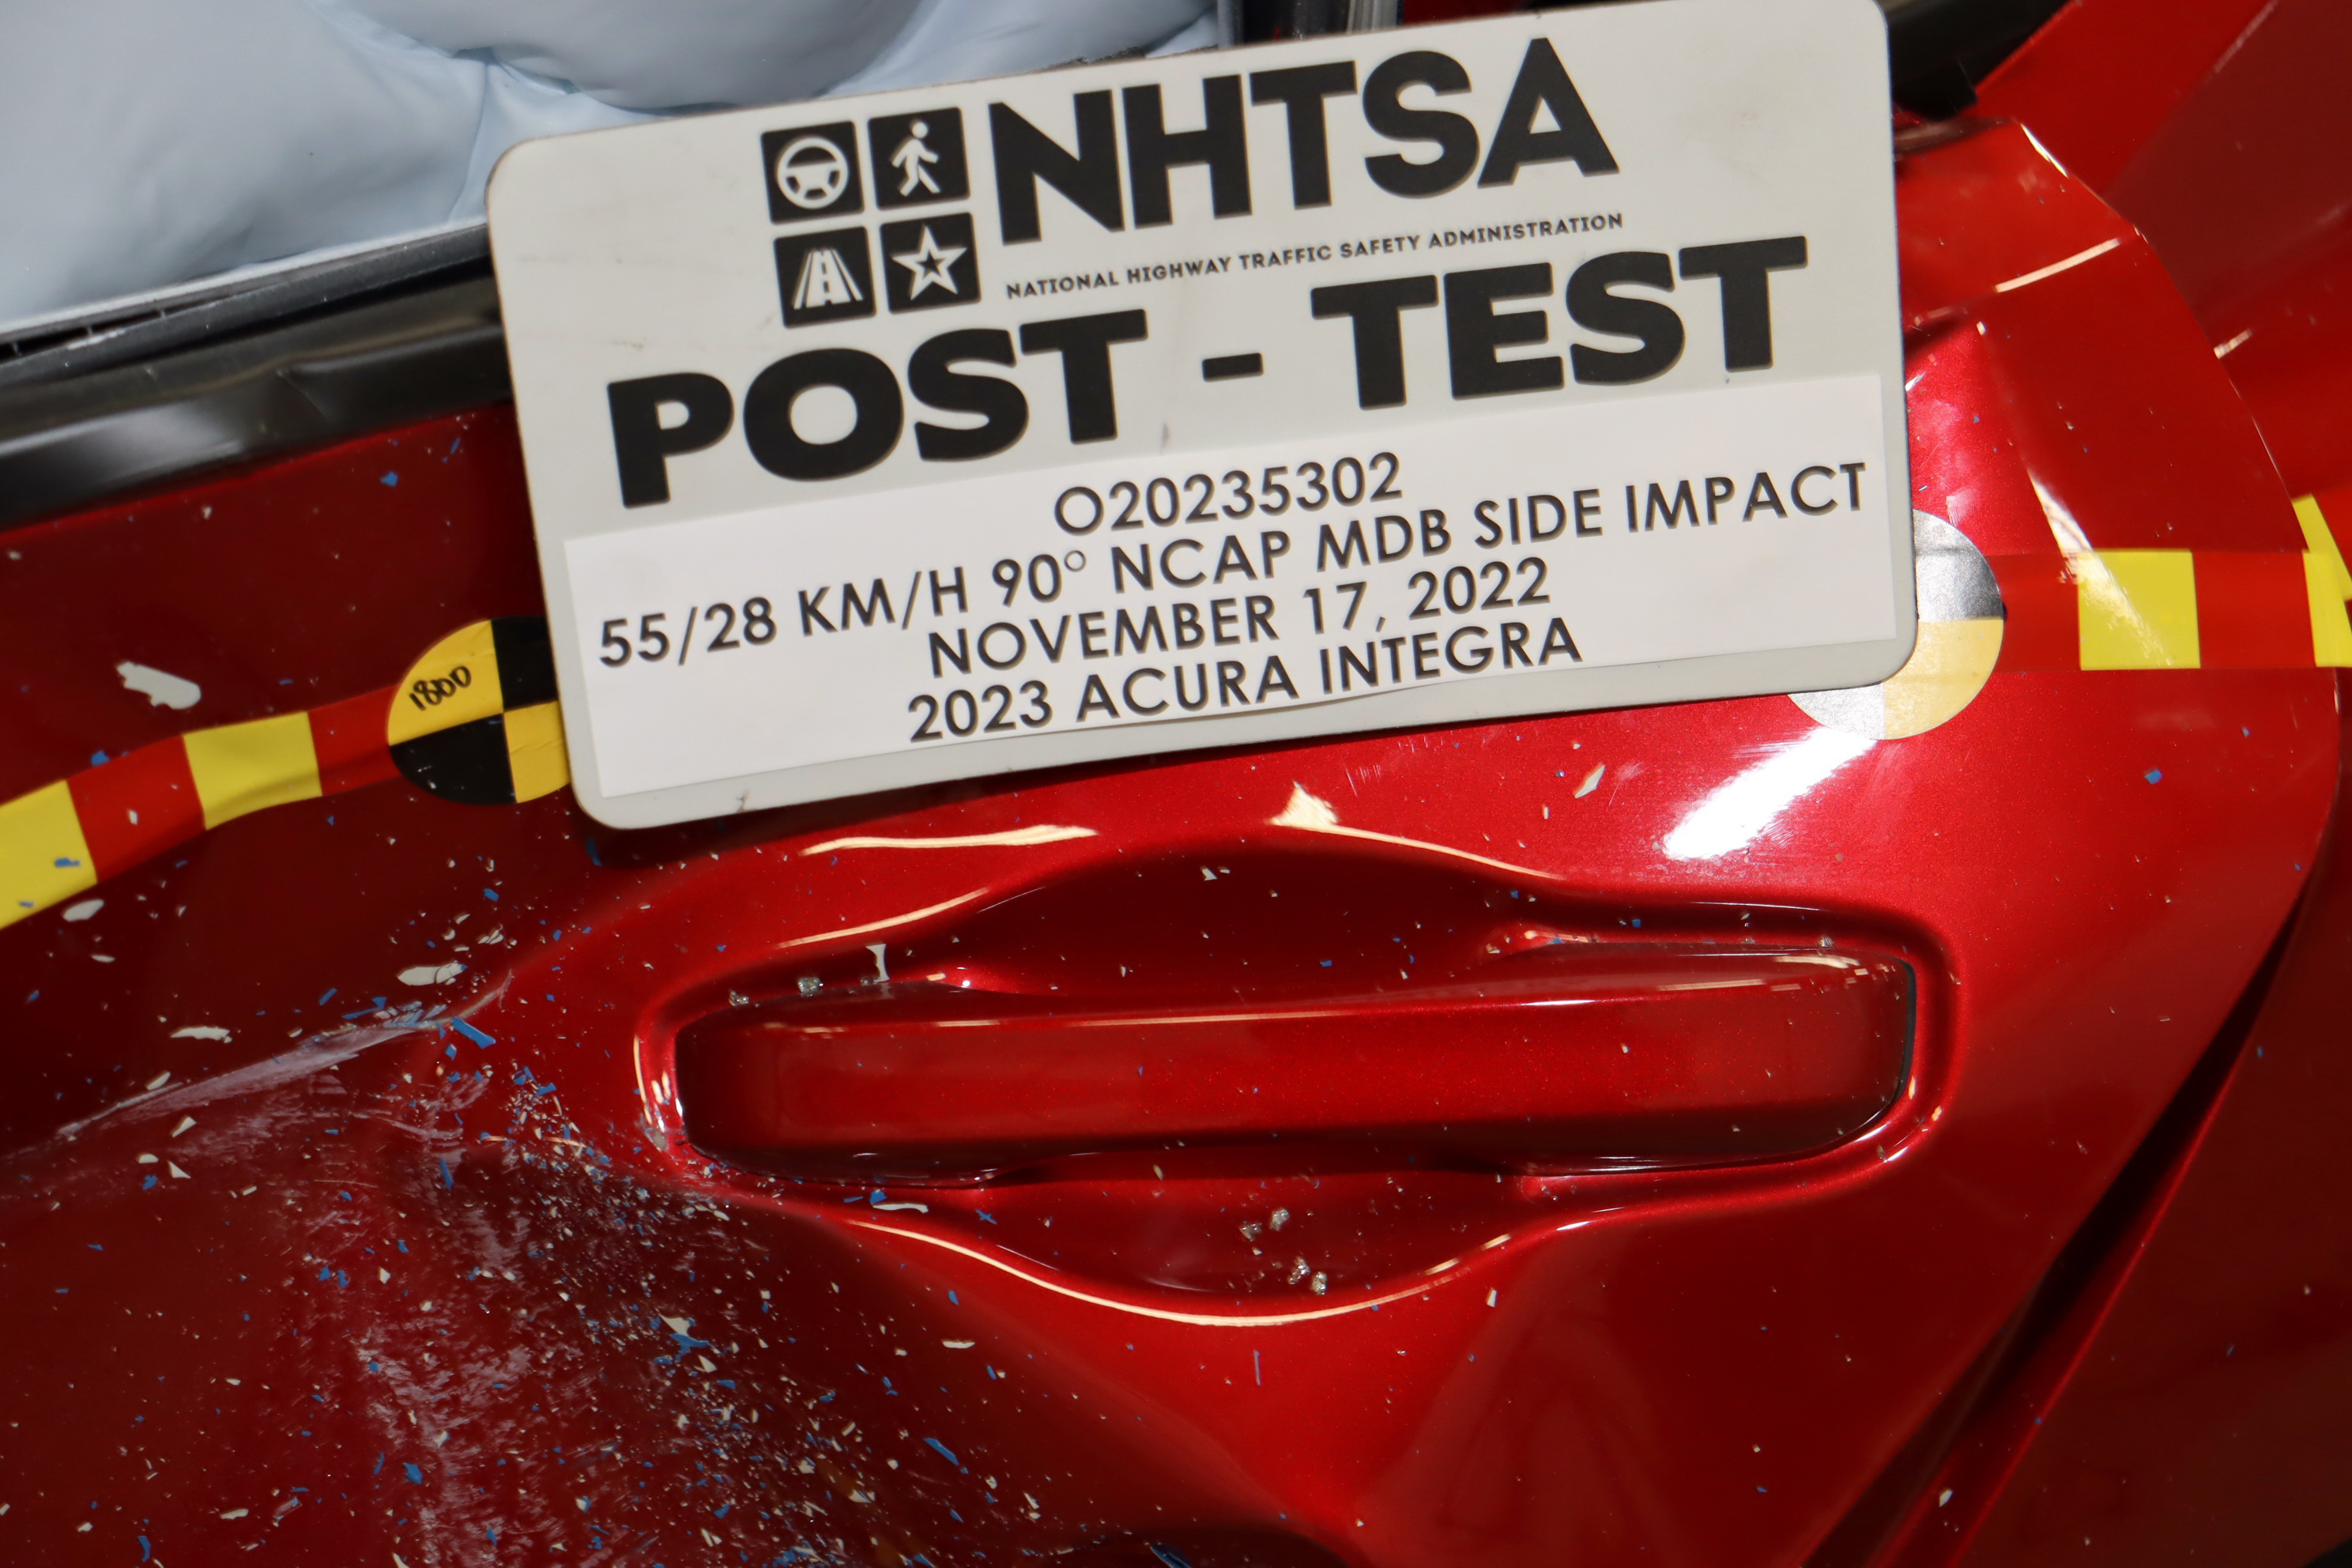 NHTSA
NATIONAL HIGHWAY TRAFFIC SAFETY ADMINISTRATION
POST - TEST
O20235302
55/28 KM/H 90° NCAP MDB SIDE IMPACT
NOVEMBER 17, 2022
2023 ACURA INTEGRA
1800